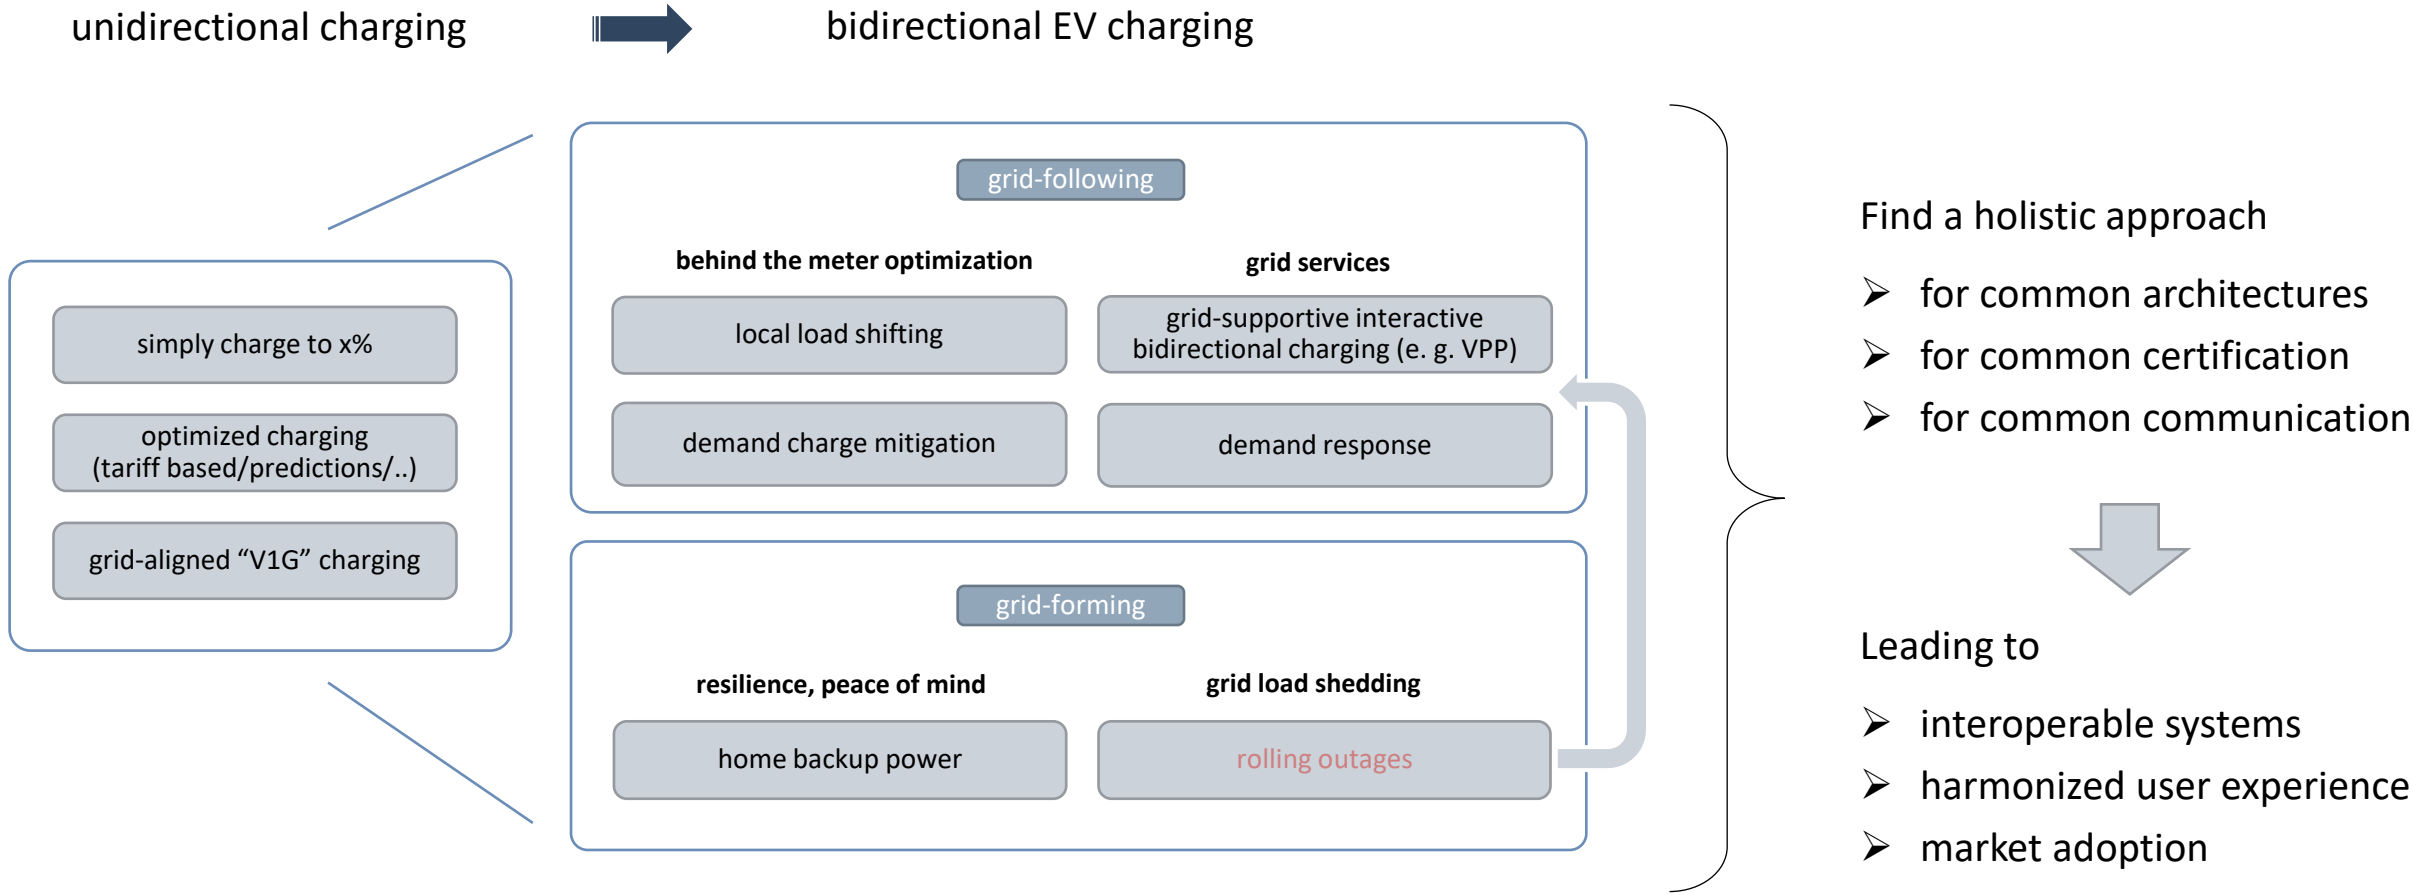 unidirectional charging
bidirectional EV charging
simply charge to x%
optimized charging
(tariff based/predictions/..)
grid-aligned “V1G” charging
grid-following
behind the meter optimization
grid services
local load shifting
grid-supportive interactive
bidirectional charging (e. g. VPP)
demand charge mitigation
demand response
grid-forming
resilience, peace of mind
grid load shedding
home backup power
rolling outages
Find a holistic approach
for common architectures
for common certification
for common communication
Leading to
interoperable systems
harmonized user experience
market adoption